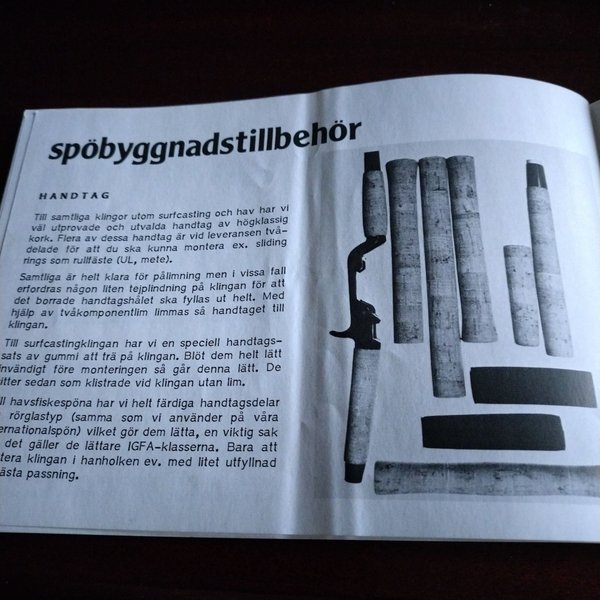 spöbyggnadstillbehör
HANDTAG
Till samtliga klingor utom surfcasting och hav har vi
väl utprovade och utvalda handtag av högklassig
kork. Flera av dessa handtag är vid leveransen två-
delade för att du ska kunna montera ex. sliding
rings som rullfäste (UL, mete).
Samtliga är helt klara för pålimning men i vissa fall
erfordras någon liten tejplindning på klingan för att
det borrade handtagshålet ska fyllas ut helt. Med
hjälp av tvåkomponentlim limmas så handtaget till
klingan.
Till surfcastingklingan har vi en speciell handtags-
sats av gummi att trä på klingan. Blöt dem helt lätt
invändigt före monteringen så går denna lätt. De
sitter sedan som klistrade vid klingan utan lim.
ll havsfiskespöna har vi helt färdiga handtagsdelar
rörglastyp (samma som vi använder på våra
ernationalspön) vilket gör dem lätta, en viktig sak
det gäller de lättare IGFA-klasserna. Bara att
tera klingan i hanholken ev. med litet utfyllnad
ästa passning.